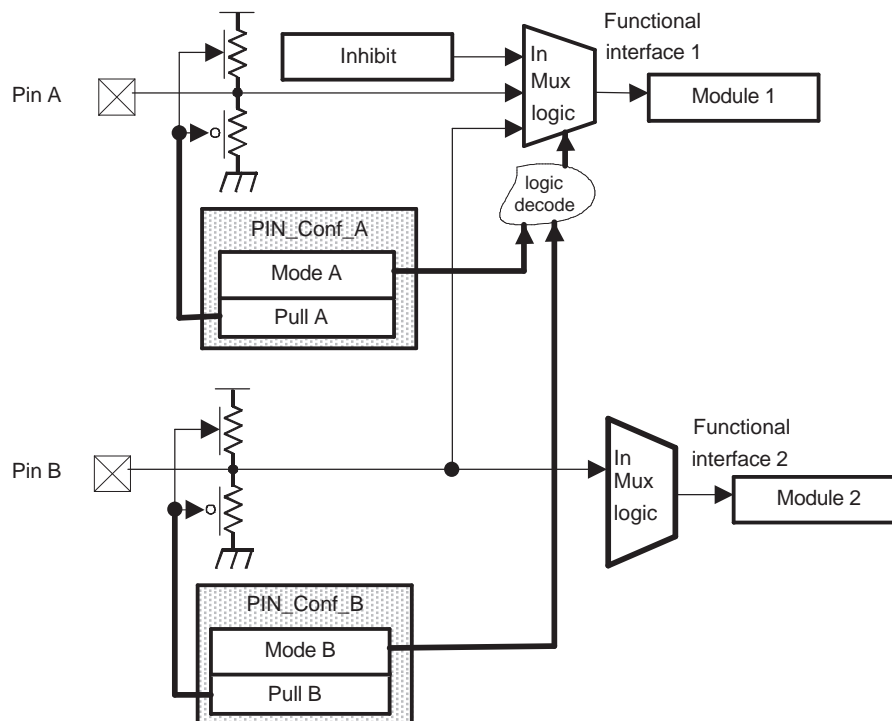 Functional
interface 1
Inhibit
In
Mux
logic
Module 1
Pin A
logic
decode
PIN_Conf_A
Mode A
Pull A
Functional
interface 2
Pin B
In
Mux
logic
Module 2
PIN_Conf_B
Mode B
Pull B